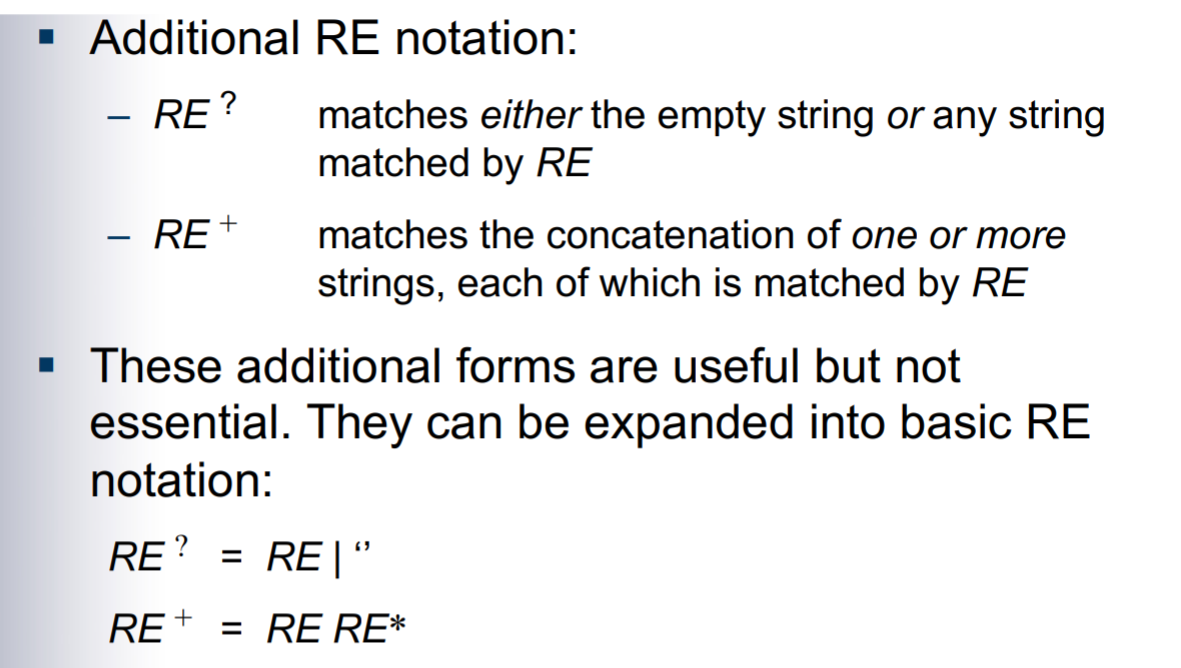 ▪ Additional RE notation:
– RE ? matches either the empty string or any string
matched by RE
– RE + matches the concatenation of one or more
strings, each of which is matched by RE
▪ These additional forms are useful but not
essential. They can be expanded into basic RE
notation:
RE ? = RE | ‘’
RE + = RE RE*